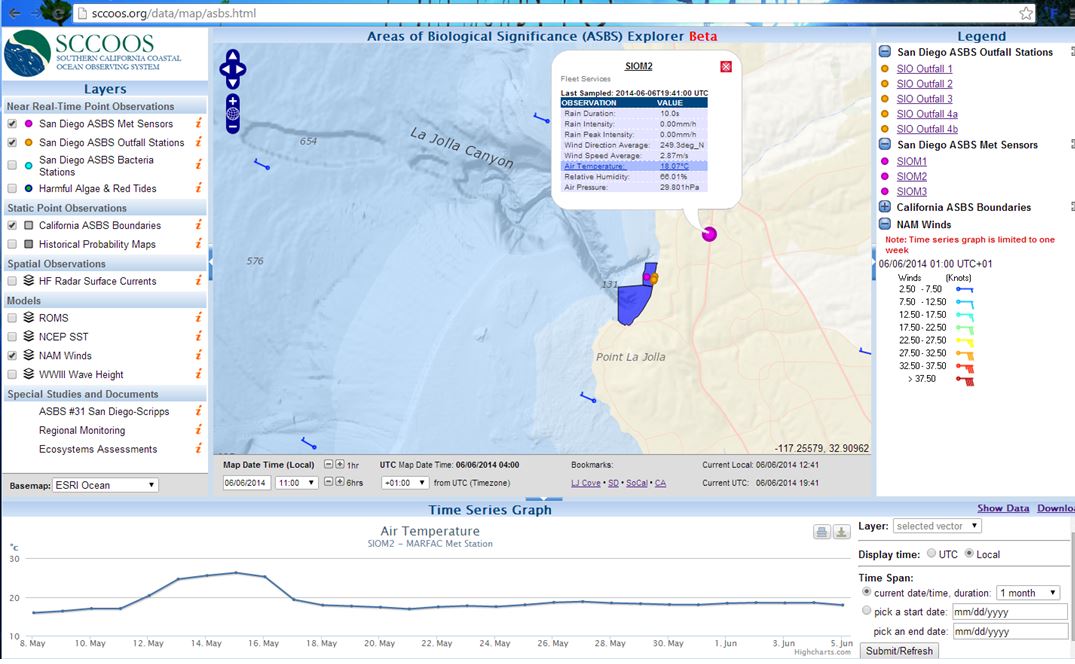 sccoos.org/data/map/asbs.html
SCCOOS
SOUTHERN CALIFORNIA COASTAL
OCEAN OBSERVING SYSTEM
Layers
Near Real-Time Point Observations
San Diego ASBS Met Sensors
San Diego ASBS Outfall Stations
San Diego ASBS Bacteria
Stations
Harmful Algae & Red Tides
Static Point Observations
California ASBS Boundaries
Historical Probability Maps
Spatial Observations
HF Radar Surface Currents
Models
ROMS
NCEP SST
NAM Winds
WWIII Wave Height
Special Studies and Documents
ASBS #31 San Diego-Scripps
Regional Monitoring
Ecosystems Assessments
Basemap: ESRI Ocean
Areas of Biological Significance (ASBS) Explorer Beta
654
La Jolla Canyon
576
131
Point La Jolla
SIOM2
Fleet Services
Last Sampled: 2014-06-06T19:41:00 UTC
OBSERVATION VALUE
Rain Duration: 10.0s
Rain Intensity: 0.00mm/h
Rain Peak Intensity: 0.00mm/h
Wind Direction Average: 249.3deg_N
Wind Speed Average: 2.87m/s
Air Temperature: 18.07°C
Relative Humidity: 66.01%
Air Pressure: 29.801hPa
-117.25579, 32.90962
Map Date Time (Local) 1hr UTC Map Date Time: 06/06/2014 04:00 Bookmarks: Current Local: 06/06/2014 12:41
06/06/2014 11:00 6hrs +01:00 from UTC (Timezone) LJ Cove • SD • SoCal • CA Current UTC: 06/06/2014 19:41
Legend
San Diego ASBS Outfall Stations
SIO Outfall 1
SIO Outfall 2
SIO Outfall 3
SIO Outfall 4a
SIO Outfall 4b
San Diego ASBS Met Sensors
SIOM1
SIOM2
SIOM3
California ASBS Boundaries
NAM Winds
Note: Time series graph is limited to one
week
06/06/2014 01:00 UTC+01
Winds (Knots)
2.50 - 7.50
7.50 - 12.50
12.50 - 17.50
17.50 - 22.50
22.50 - 27.50
27.50 - 32.50
32.50 - 37.50
> 37.50
Time Series Graph
Show Data Downloa
Air Temperature
SIOM2 - MARFAC Met Station
°c
30
20
10
8. May 10. May 12. May 14. May 16. May 18. May 20. May 22. May 24. May 26. May 28. May 30. May 1. Jun 3. Jun 5. Jun
Highcharts.com
Layer: selected vector
Display time: UTC Local
Time Span:
current date/time, duration: 1 month
pick a start date: mm/dd/yyyy
pick an end date: mm/dd/yyyy
Submit/Refresh